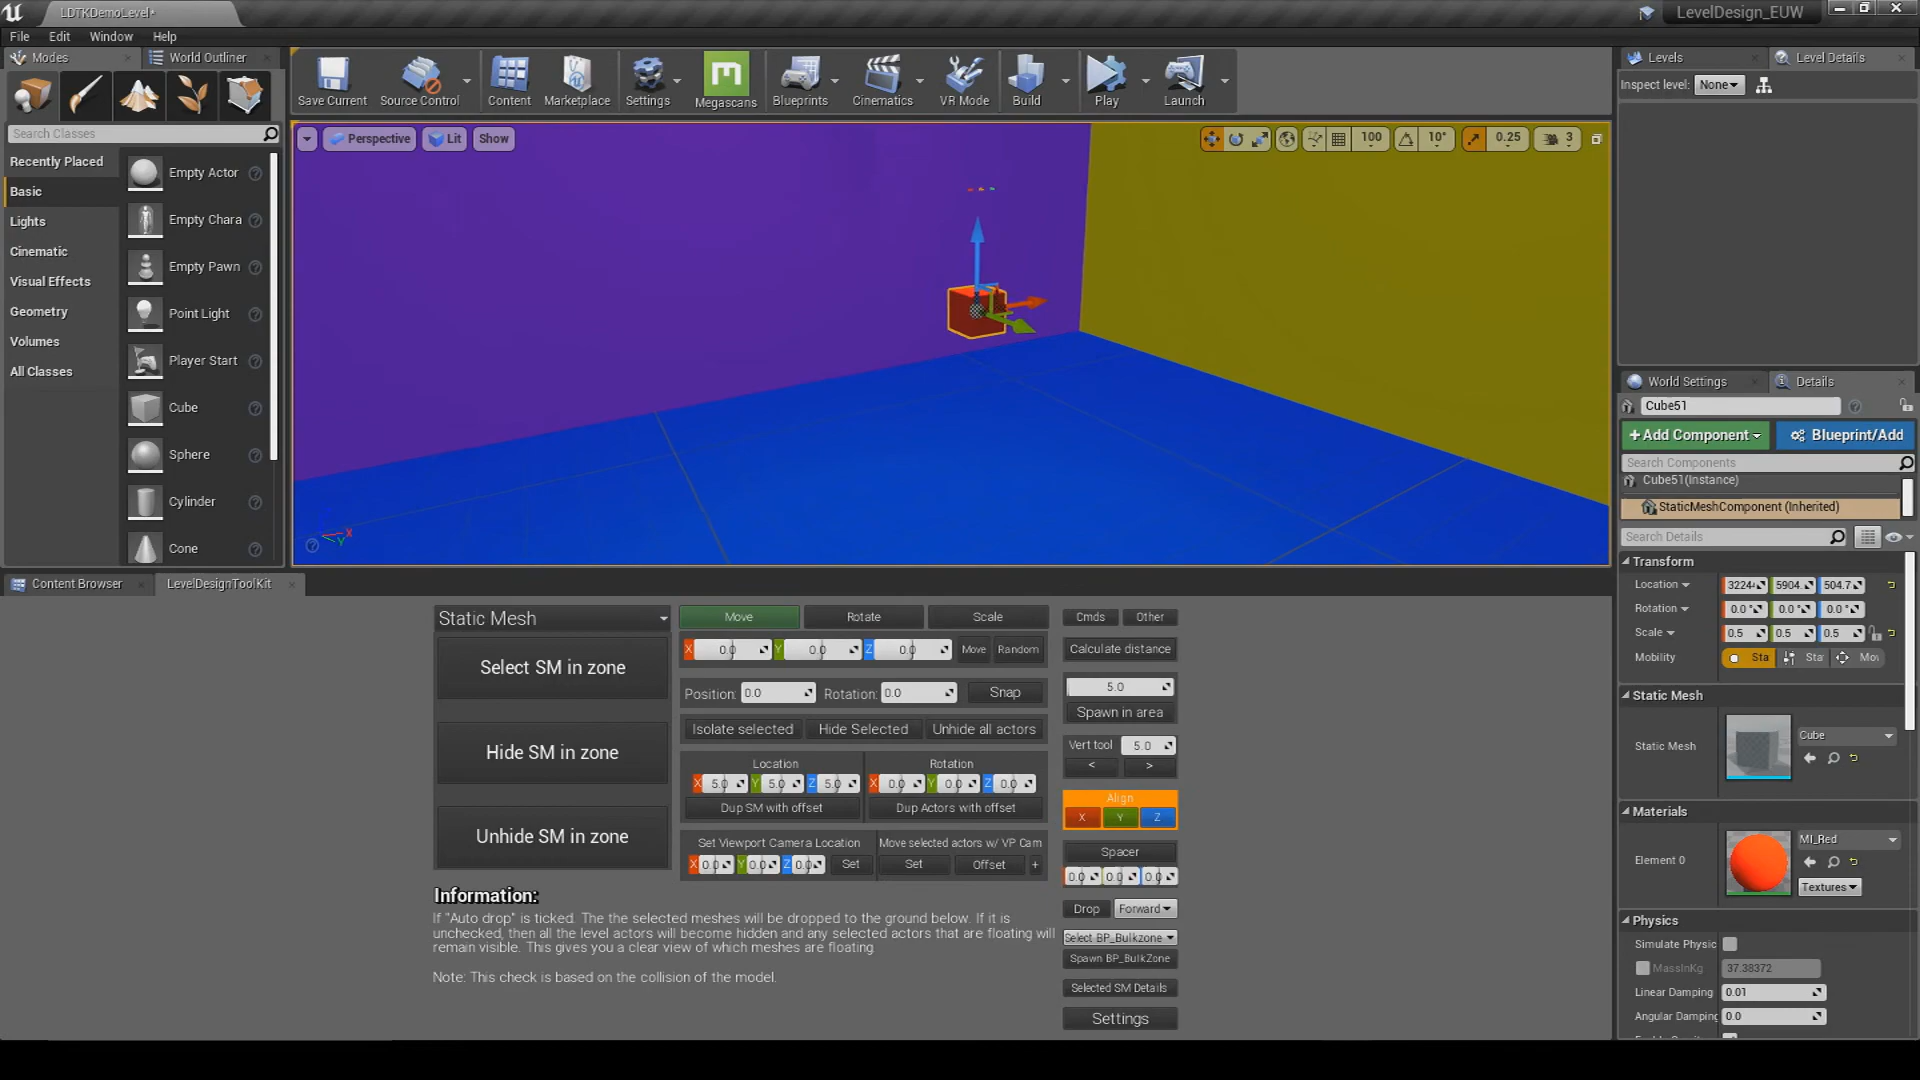 LDTKDemoLevel*
LevelDesign_EUW
File
Edit
Window
Help
Modes
World Outliner
Search Classes
Recently Placed
Basic
Lights
Cinematic
Visual Effects
Geometry
Volumes
All Classes
Empty Actor
Empty Chara
Empty Pawn
Point Light
Player Start
Cube
Sphere
Cylinder
Cone
Save Current
Source Control
Content
Marketplace
Settings
Megascans
Blueprints
Cinematics
VR Mode
Build
Play
Launch
Perspective
Lit
Show
100
10°
0.25
3
X
Y
Levels
Level Details
Inspect level:
None
World Settings
Details
Cube51
+Add Component
Blueprint/Add
Search Components
Cube51(Instance)
StaticMeshComponent (Inherited)
Search Details
Transform
Location
5904.
504.7
Rotation
0.0 °
0.0 °
0.0 °
Scale
0.5
0.5
0.5
Mobility
Sta
Sta
Mov
Static Mesh
Static Mesh
Cube
Materials
Element 0
MI_Red
Textures
Physics
Simulate Physic
MassInKg
37.38372
Linear Damping
0.01
Angular Damping
0.0
Content Browser
LevelDesignToolKit
Static Mesh
Select SM in zone
Hide SM in zone
Unhide SM in zone
Move
Rotate
Scale
X
0.0
Y
0.0
Z
0.0
Move
Random
Position:
0.0
Rotation:
0.0
Snap
Isolate selected
Hide Selected
Unhide all actors
Location
X
5.0
Y
5.0
Z
5.0
Dup SM with offset
Rotation
X
0.0
Y
0.0
Z
0.0
Dup Actors with offset
Set Viewport Camera Location
X
0.0
Y
0.0
Z
0.0
Set
Move selected actors w/ VP Cam
Set
Offset
+
Cmds
Other
Calculate distance
5.0
Spawn in area
Vert tool
5.0
<
>
Align
X
Y
Z
Spacer
0.0
0.0
0.0
Drop
Forward
Select BP_Bulkzone
Spawn BP_BulkZone
Selected SM Details
Settings
Information:
If "Auto drop" is ticked. The the selected meshes will be dropped to the ground below. If it is
unchecked, then all the level actors will become hidden and any selected actors that are floating will
remain visible. This gives you a clear view of which meshes are floating
Note: This check is based on the collision of the model.